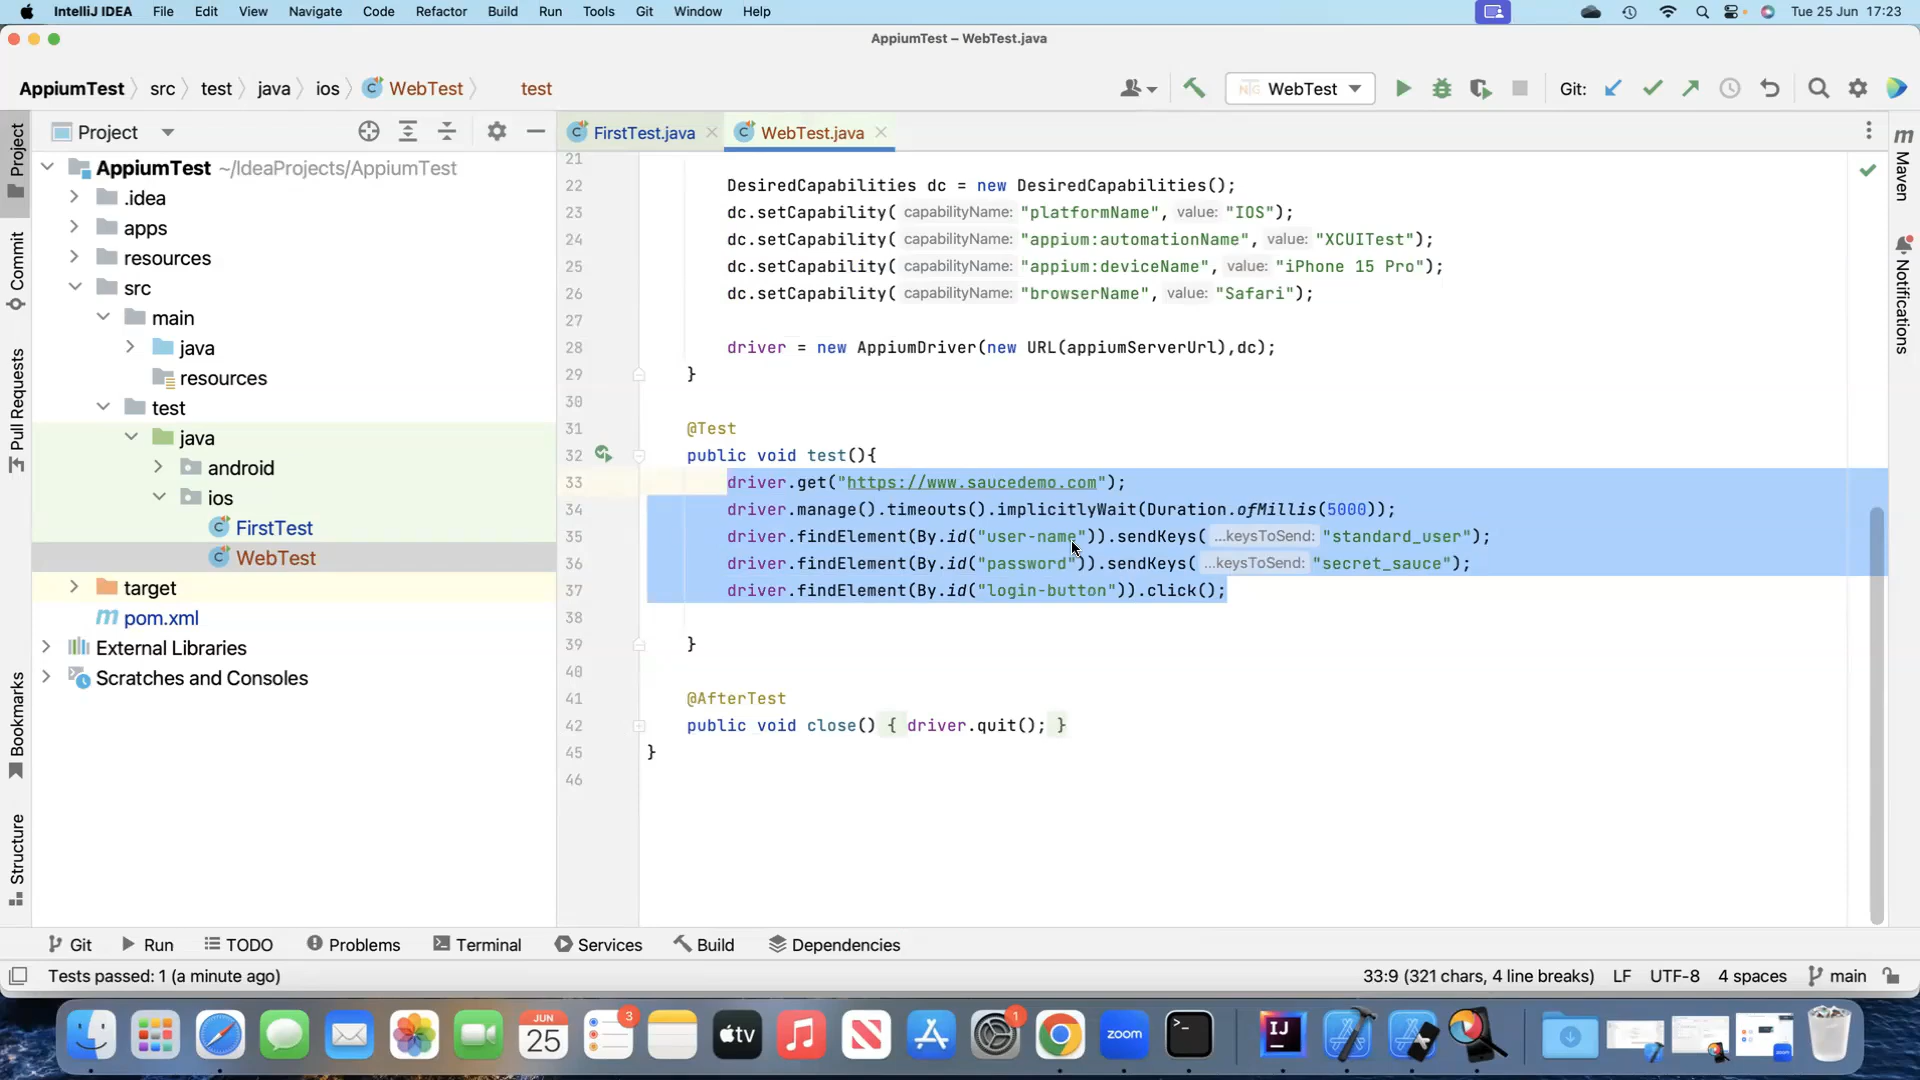 IntelliJ IDEA File Edit View Navigate Code Refactor Build Run Tools Git Window Help Tue 25 Jun 17:23
AppiumTest – WebTest.java
AppiumTest src test java ios WebTest test
WebTest Git:
Project FirstTest.java WebTest.java
AppiumTest ~/IdeaProjects/AppiumTest
.idea
apps
resources
src
main
java
resources
test
java
android
ios
FirstTest
WebTest
target
pom.xml
External Libraries
Scratches and Consoles
Project
Commit
Pull Requests
Bookmarks
Structure
21
22 DesiredCapabilities dc = new DesiredCapabilities();
23 dc.setCapability( capabilityName: "platformName", value: "IOS");
24 dc.setCapability( capabilityName: "appium:automationName", value: "XCUITest");
25 dc.setCapability( capabilityName: "appium:deviceName", value: "iPhone 15 Pro");
26 dc.setCapability( capabilityName: "browserName", value: "Safari");
27
28 driver = new AppiumDriver(new URL(appiumServerUrl),dc);
29 }
30
31 @Test
32 public void test(){
33 driver.get("https://www.saucedemo.com");
34 driver.manage().timeouts().implicitlyWait(Duration.ofMillis(5000));
35 driver.findElement(By.id("user-name")).sendKeys( ...keysToSend: "standard_user");
36 driver.findElement(By.id("password")).sendKeys( ...keysToSend: "secret_sauce");
37 driver.findElement(By.id("login-button")).click();
38
39 }
40
41 @AfterTest
42 public void close() { driver.quit(); }
45 }
46
m
Maven
Notifications
Git Run TODO Problems Terminal Services Build Dependencies
Tests passed: 1 (a minute ago) 33:9 (321 chars, 4 line breaks) LF UTF-8 4 spaces main
JUN
25
3
tv
1
zoom
>_
IJ